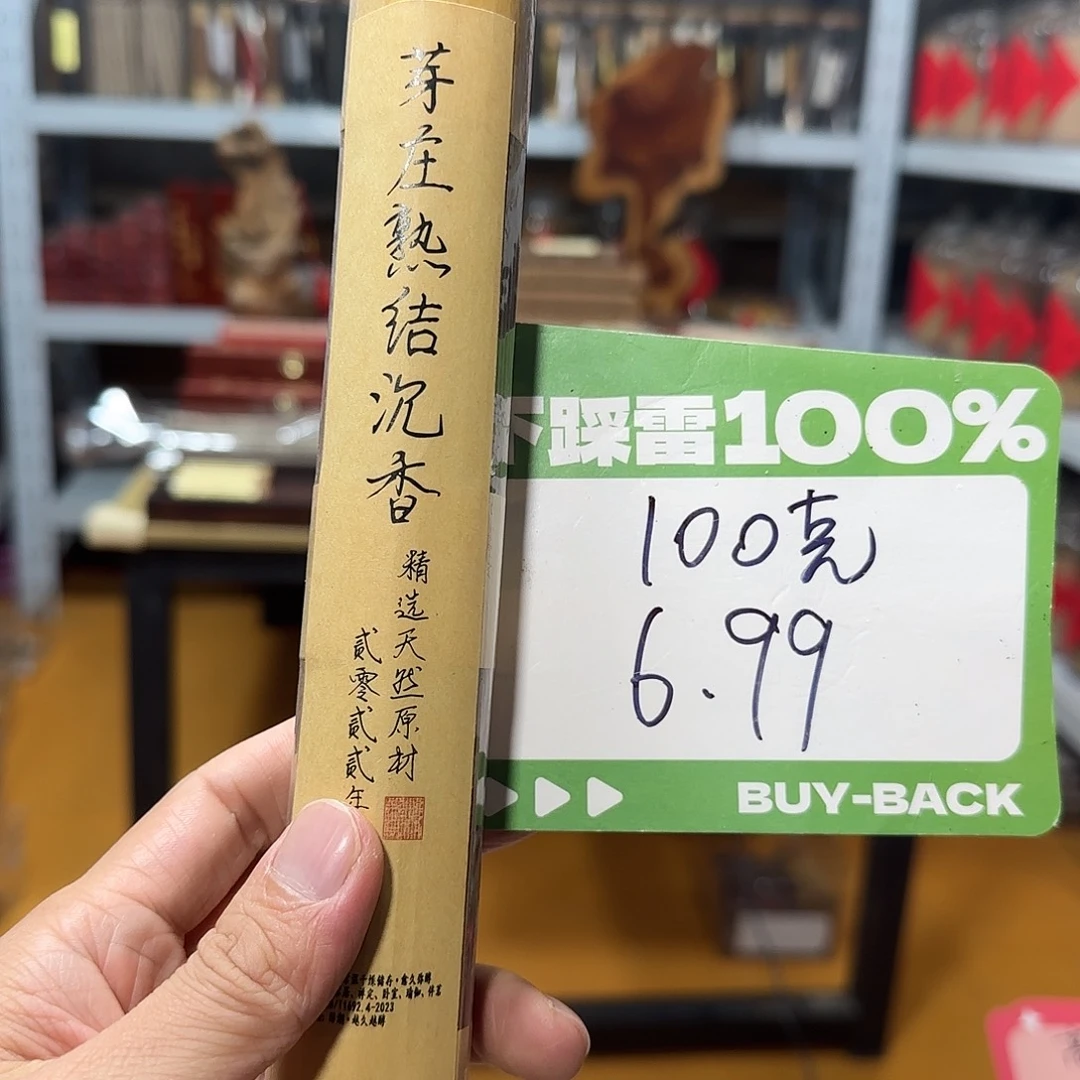 芽庄熟结沉香
精选天然原材
贰零贰贰年
踩雷100%
100克
6.99
BUY-BACK